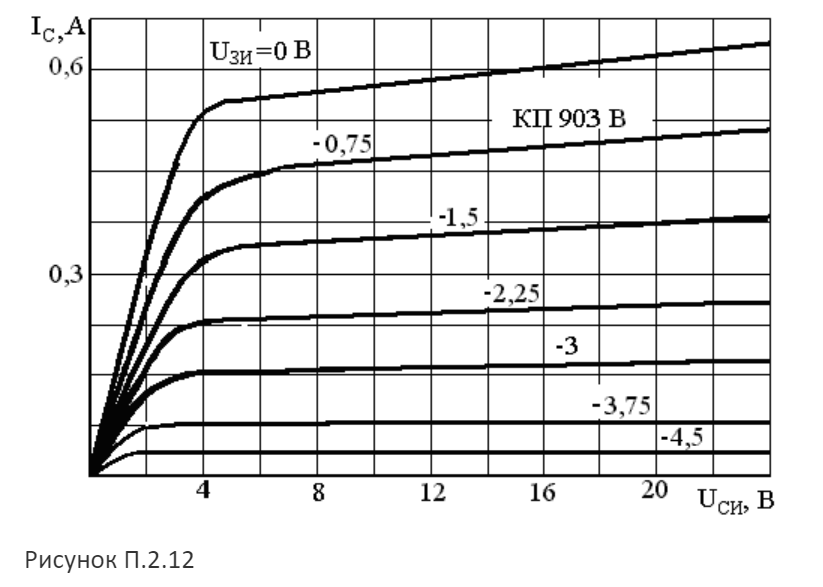 I_C, A
U_ЗИ=0 В
0,6
КП 903 В
-0,75
-1,5
0,3
-2,25
-3
-3,75
-4,5
4 8 12 16 20 U_СИ, В
Рисунок П.2.12